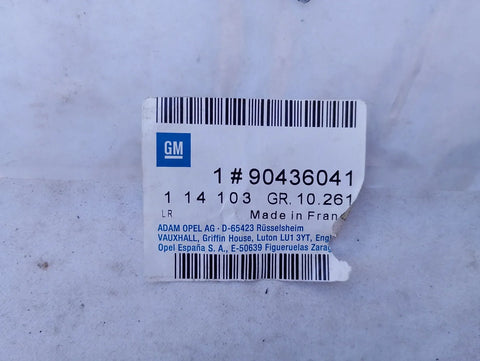 GM
1 # 90436041
1 14 103 GR. 10.261
LR Made in Franc
ADAM OPEL AG · D-65423 Rüsselsheim
VAUXHALL, Griffin House, Luton LU1 3YT, Engl
Opel España S. A., E-50639 Figueruelas Zarag